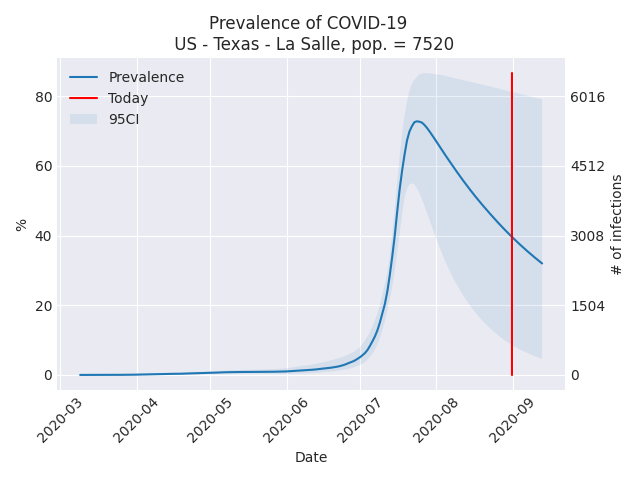 Prevalence of COVID-19
US - Texas - La Salle, pop. = 7520
Prevalence
Today
95CI
%
80
60
40
20
0
6016
4512
3008
1504
0
# of infections
2020-03
2020-04
2020-05
2020-06
2020-07
2020-08
2020-09
Date